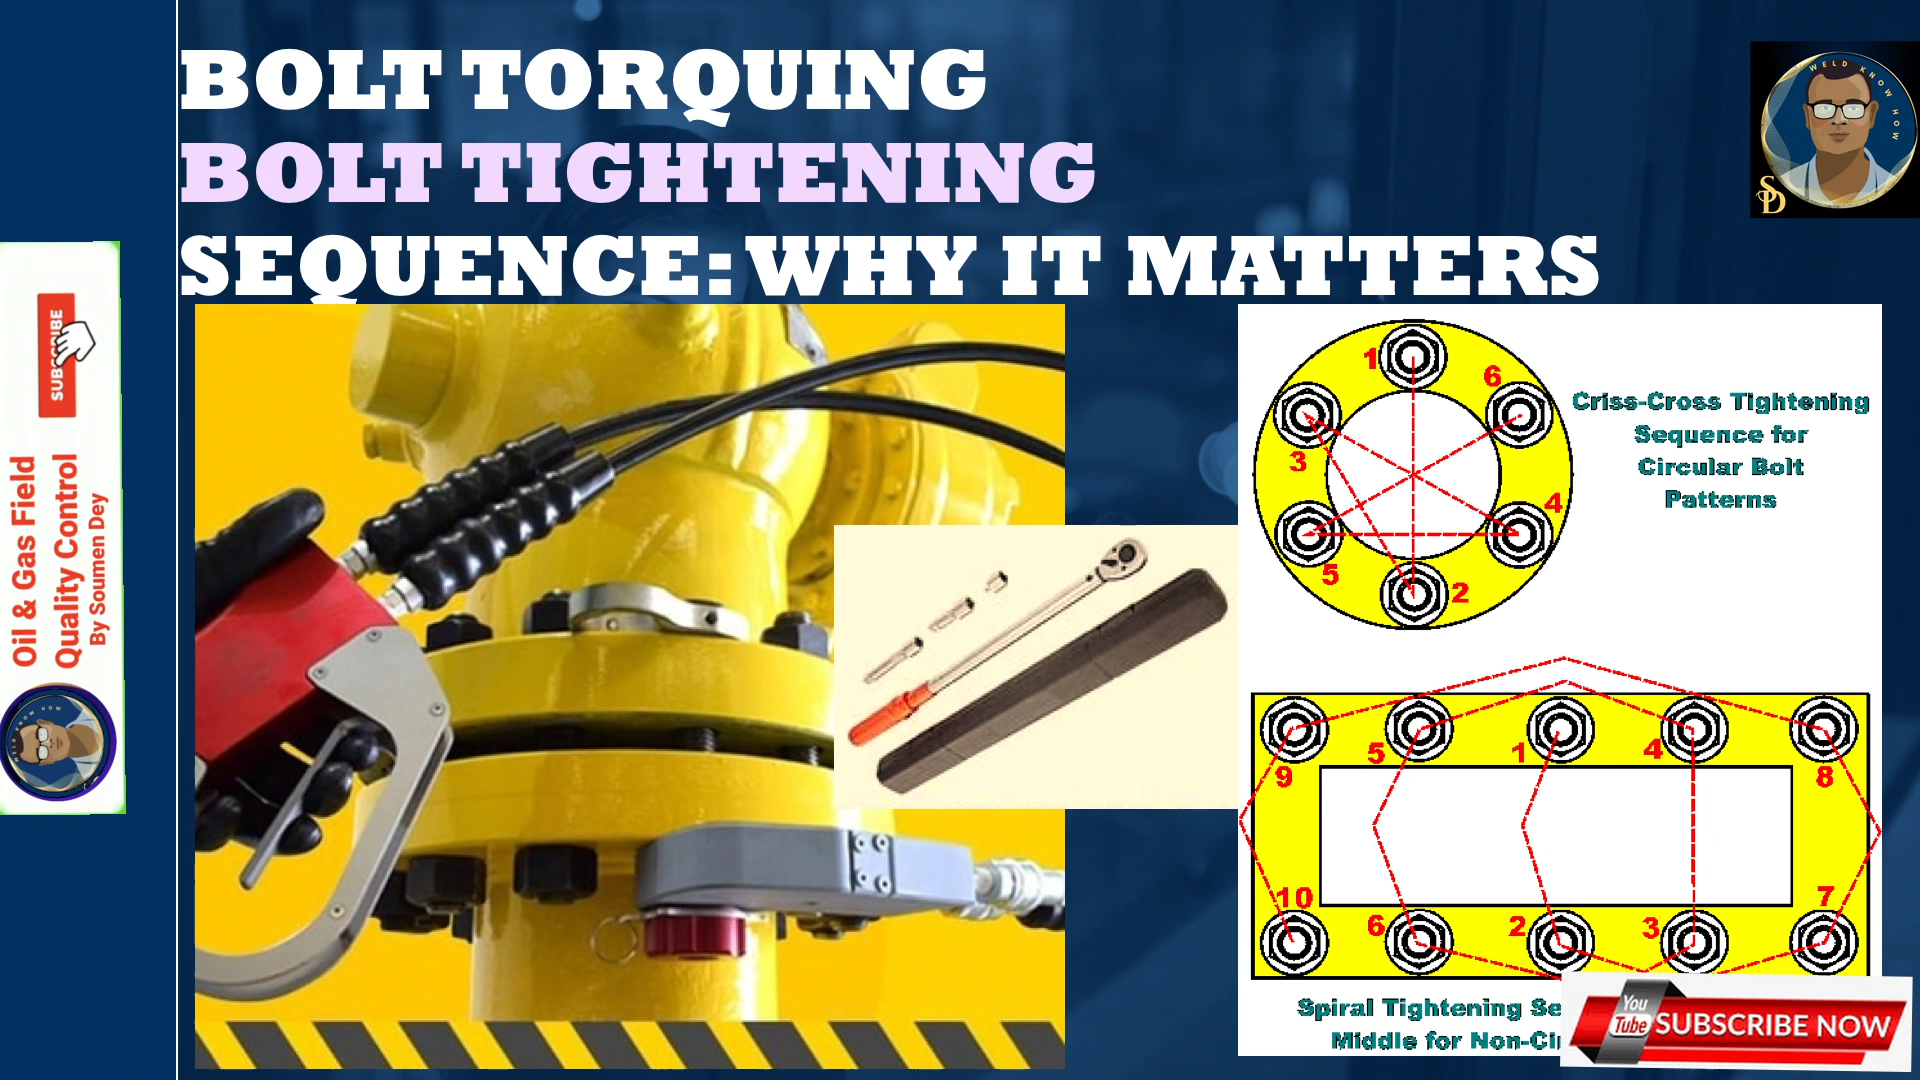 BOLT TORQUING
BOLT TIGHTENING
SEQUENCE: WHY IT MATTERS
WELD KNOW HOW
SD
SUBSCRIBE
Oil & Gas Field
Quality Control
By Soumen Dey
1
6
3
4
5
2
Criss-Cross Tightening
Sequence for
Circular Bolt
Patterns
5
1
4
9
8
10
7
6
2
3
Spiral Tightening Se
Middle for Non-Ci
You
Tube
SUBSCRIBE NOW